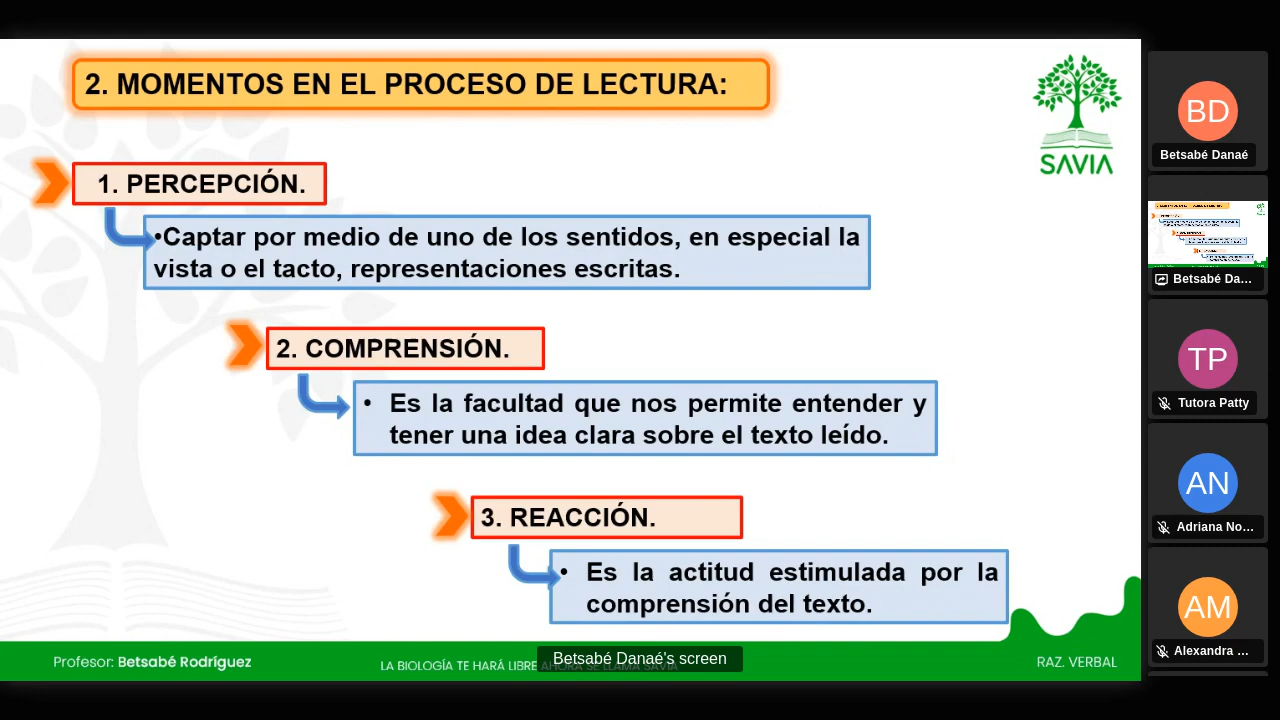 2. MOMENTOS EN EL PROCESO DE LECTURA:
SAVIA
1. PERCEPCIÓN.
•Captar por medio de uno de los sentidos, en especial la
vista o el tacto, representaciones escritas.
2. COMPRENSIÓN.
• Es la facultad que nos permite entender y
tener una idea clara sobre el texto leído.
3. REACCIÓN.
• Es la actitud estimulada por la
comprensión del texto.
Profesor: Betsabé Rodríguez
LA BIOLOGÍA TE HARÁ LIBRE AHORA SE LLAMA SAVIA
Betsabé Danaé's screen
RAZ. VERBAL
BD
Betsabé Danaé
Betsabé Da...
TP
Tutora Patty
AN
Adriana No...
AM
Alexandra ...